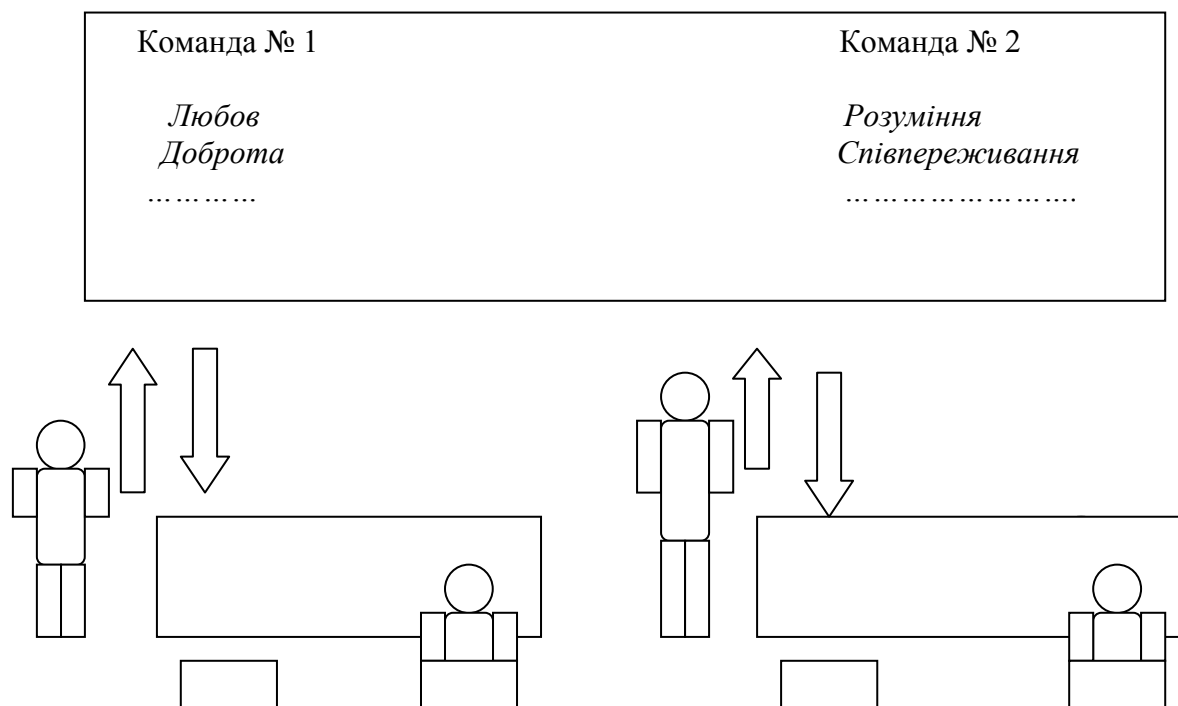 Команда № 1 Команда № 2
Любов Розуміння
Доброта Співпереживання
………… …………………….